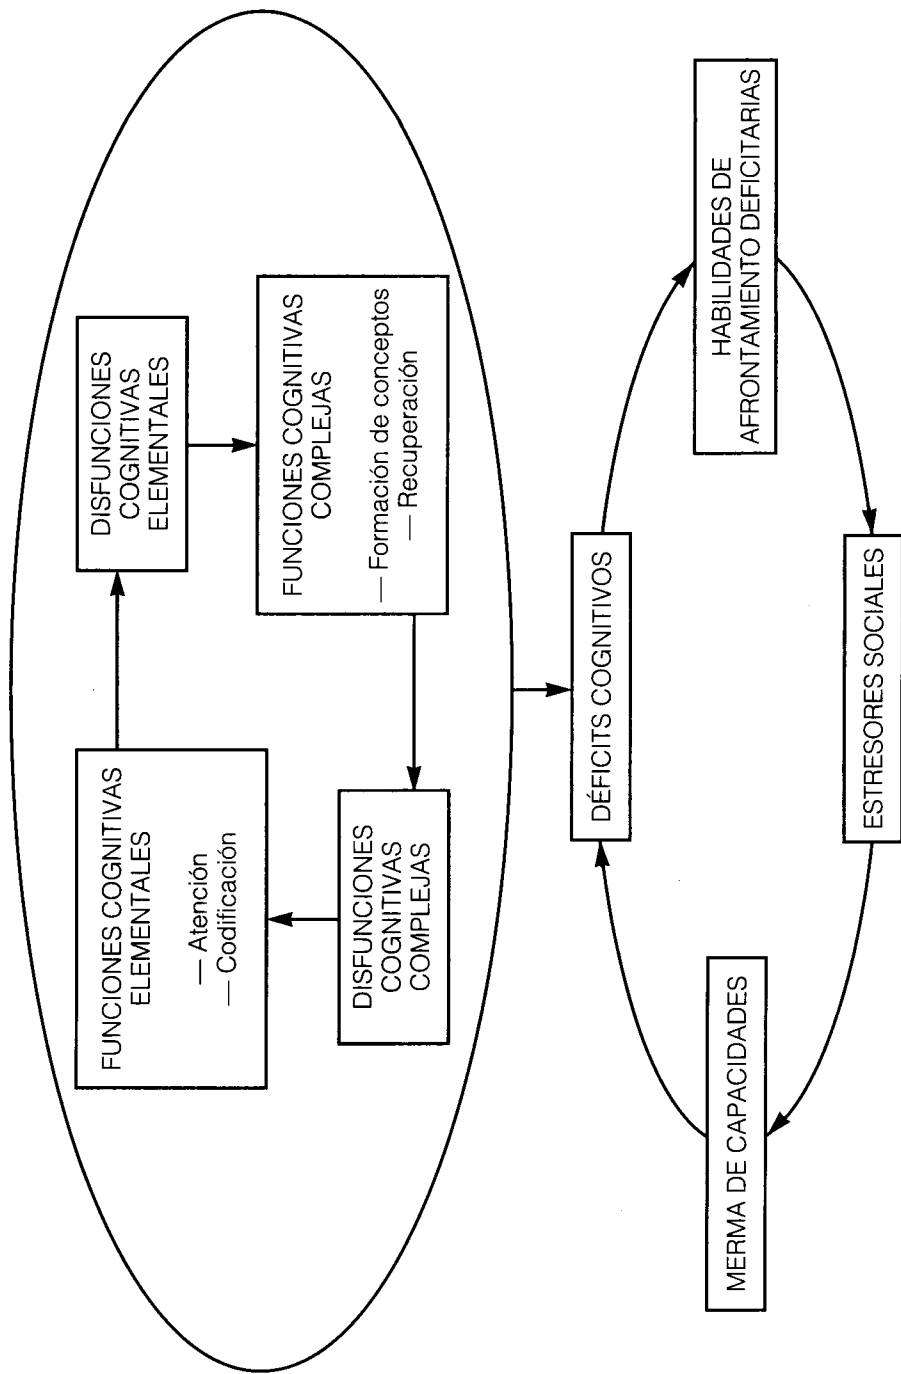 FUNCIONES COGNITIVAS
ELEMENTALES
— Atención
— Codificación
DISFUNCIONES
COGNITIVAS
ELEMENTALES
DISFUNCIONES
COGNITIVAS
COMPLEJAS
FUNCIONES COGNITIVAS
COMPLEJAS
— Formación de conceptos
— Recuperación
DÉFICITS COGNITIVOS
MERMA DE CAPACIDADES
HABILIDADES DE
AFRONTAMIENTO DEFICITARIAS
ESTRESORES SOCIALES